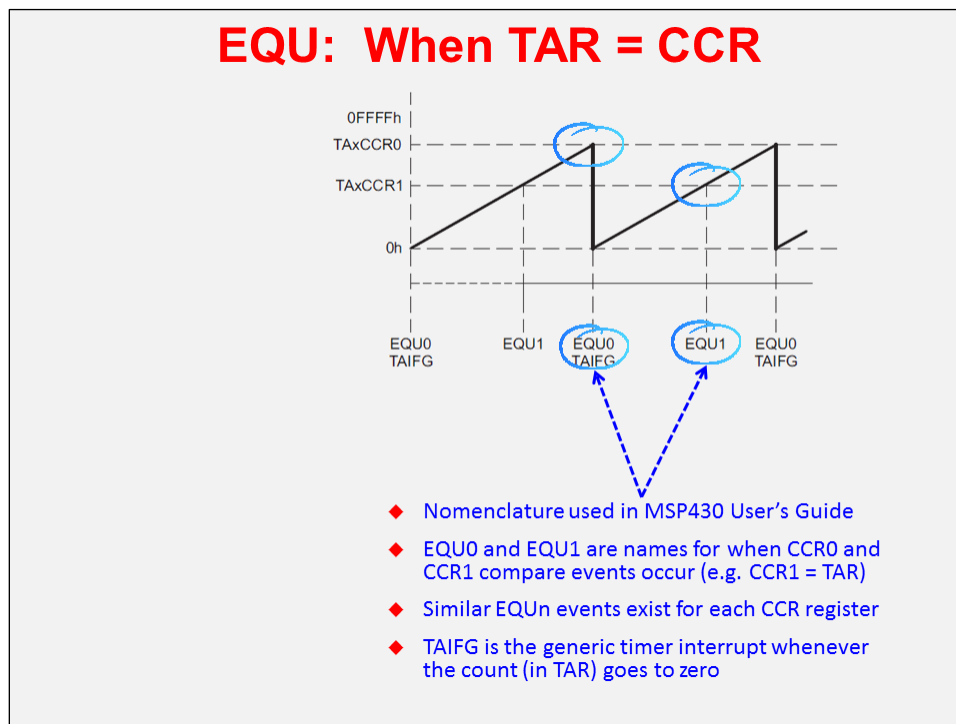 EQU: When TAR = CCR
0FFFFh
TAxCCR0
TAxCCR1
0h
EQU0 EQU1 EQU0 EQU1 EQU0
TAIFG TAIFG TAIFG
Nomenclature used in MSP430 User's Guide
EQU0 and EQU1 are names for when CCR0 and
CCR1 compare events occur (e.g. CCR1 = TAR)
Similar EQUn events exist for each CCR register
TAIFG is the generic timer interrupt whenever
the count (in TAR) goes to zero